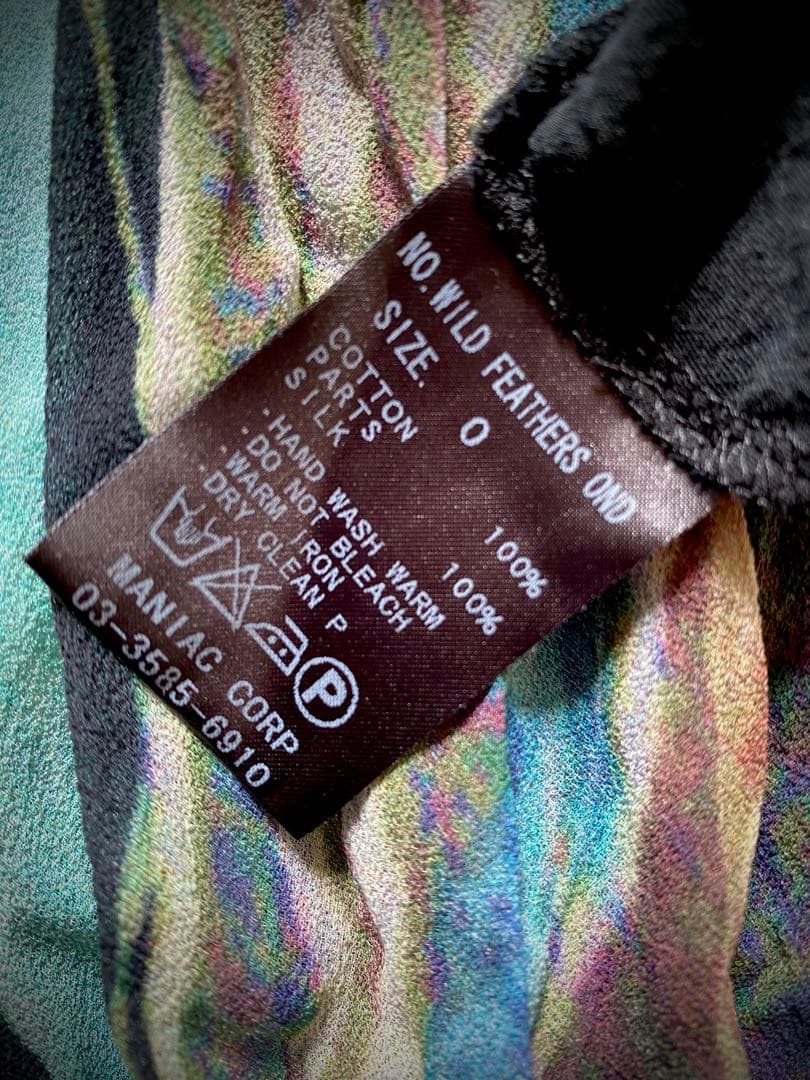 NO.WILD FEATHERS OND
SIZE. 0
COTTON 100%
PARTS
SILK 100%
・HAND WASH WARM
・DO NOT BLEACH
・WARM IRON
・DRY CLEAN P
P
MANIAC CORP
03-3585-6910